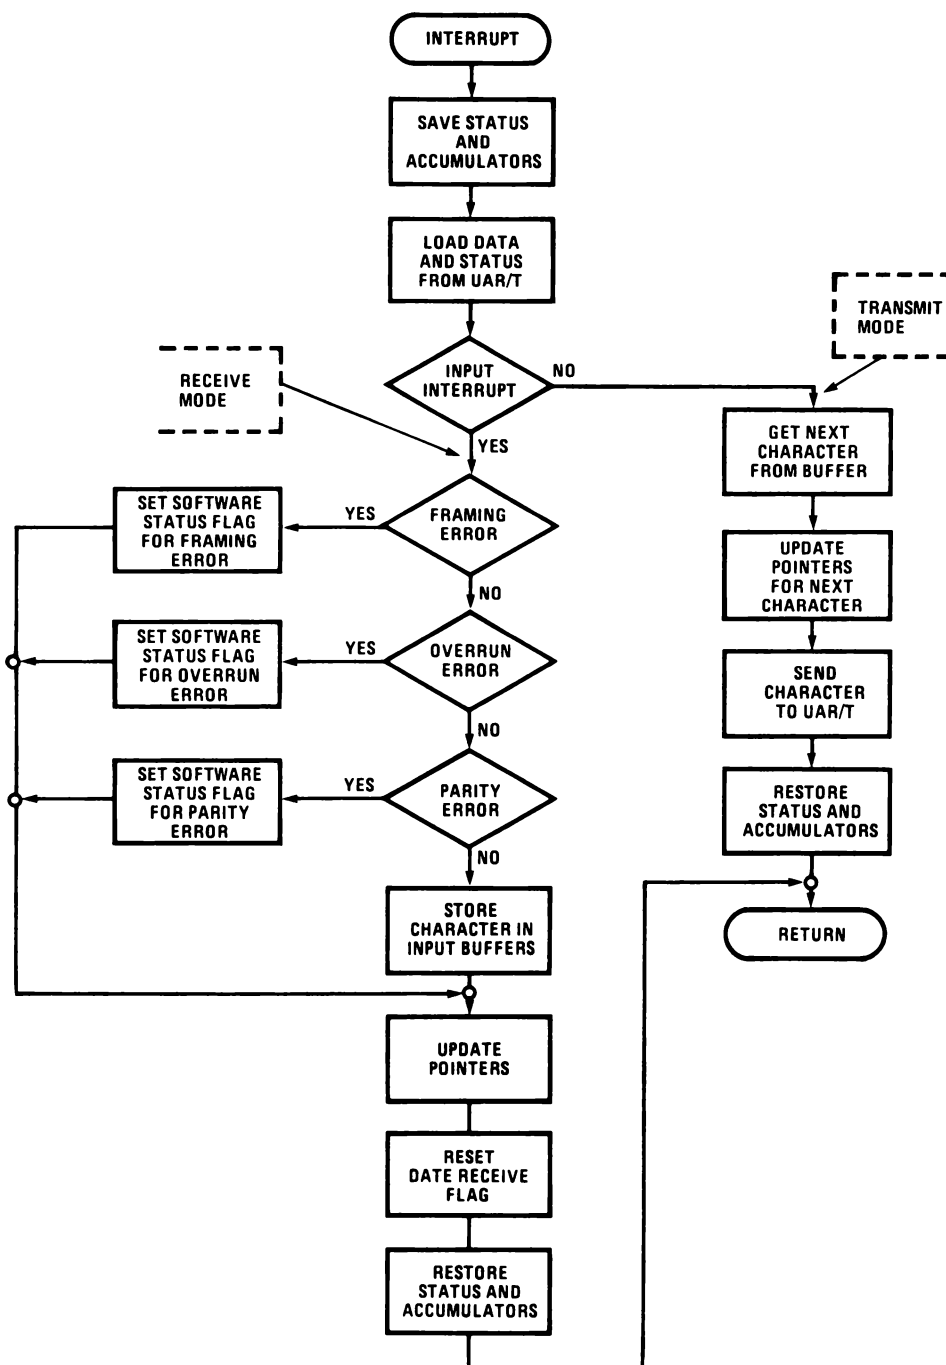 INTERRUPT
SAVE STATUS
AND
ACCUMULATORS
LOAD DATA
AND STATUS
FROM UAR/T
TRANSMIT
MODE
INPUT
INTERRUPT
NO
RECEIVE
MODE
YES
GET NEXT
CHARACTER
FROM BUFFER
SET SOFTWARE
STATUS FLAG
FOR FRAMING
ERROR
YES
FRAMING
ERROR
NO
UPDATE
POINTERS
FOR NEXT
CHARACTER
SET SOFTWARE
STATUS FLAG
FOR OVERRUN
ERROR
YES
OVERRUN
ERROR
NO
SEND
CHARACTER
TO UAR/T
SET SOFTWARE
STATUS FLAG
FOR PARITY
ERROR
YES
PARITY
ERROR
NO
RESTORE
STATUS AND
ACCUMULATORS
STORE
CHARACTER IN
INPUT BUFFERS
RETURN
UPDATE
POINTERS
RESET
DATE RECEIVE
FLAG
RESTORE
STATUS AND
ACCUMULATORS